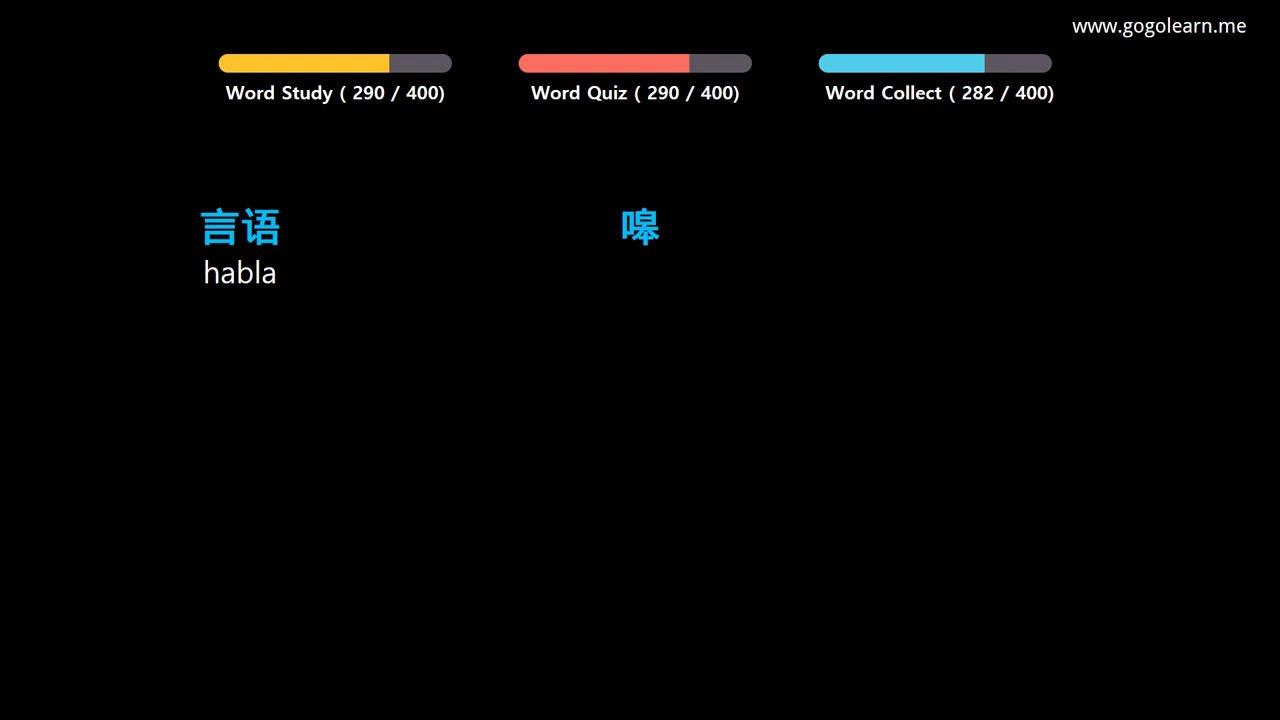 www.gogolearn.me
Word Study ( 290 / 400)
Word Quiz ( 290 / 400)
Word Collect ( 282 / 400)
言语
嗥
habla